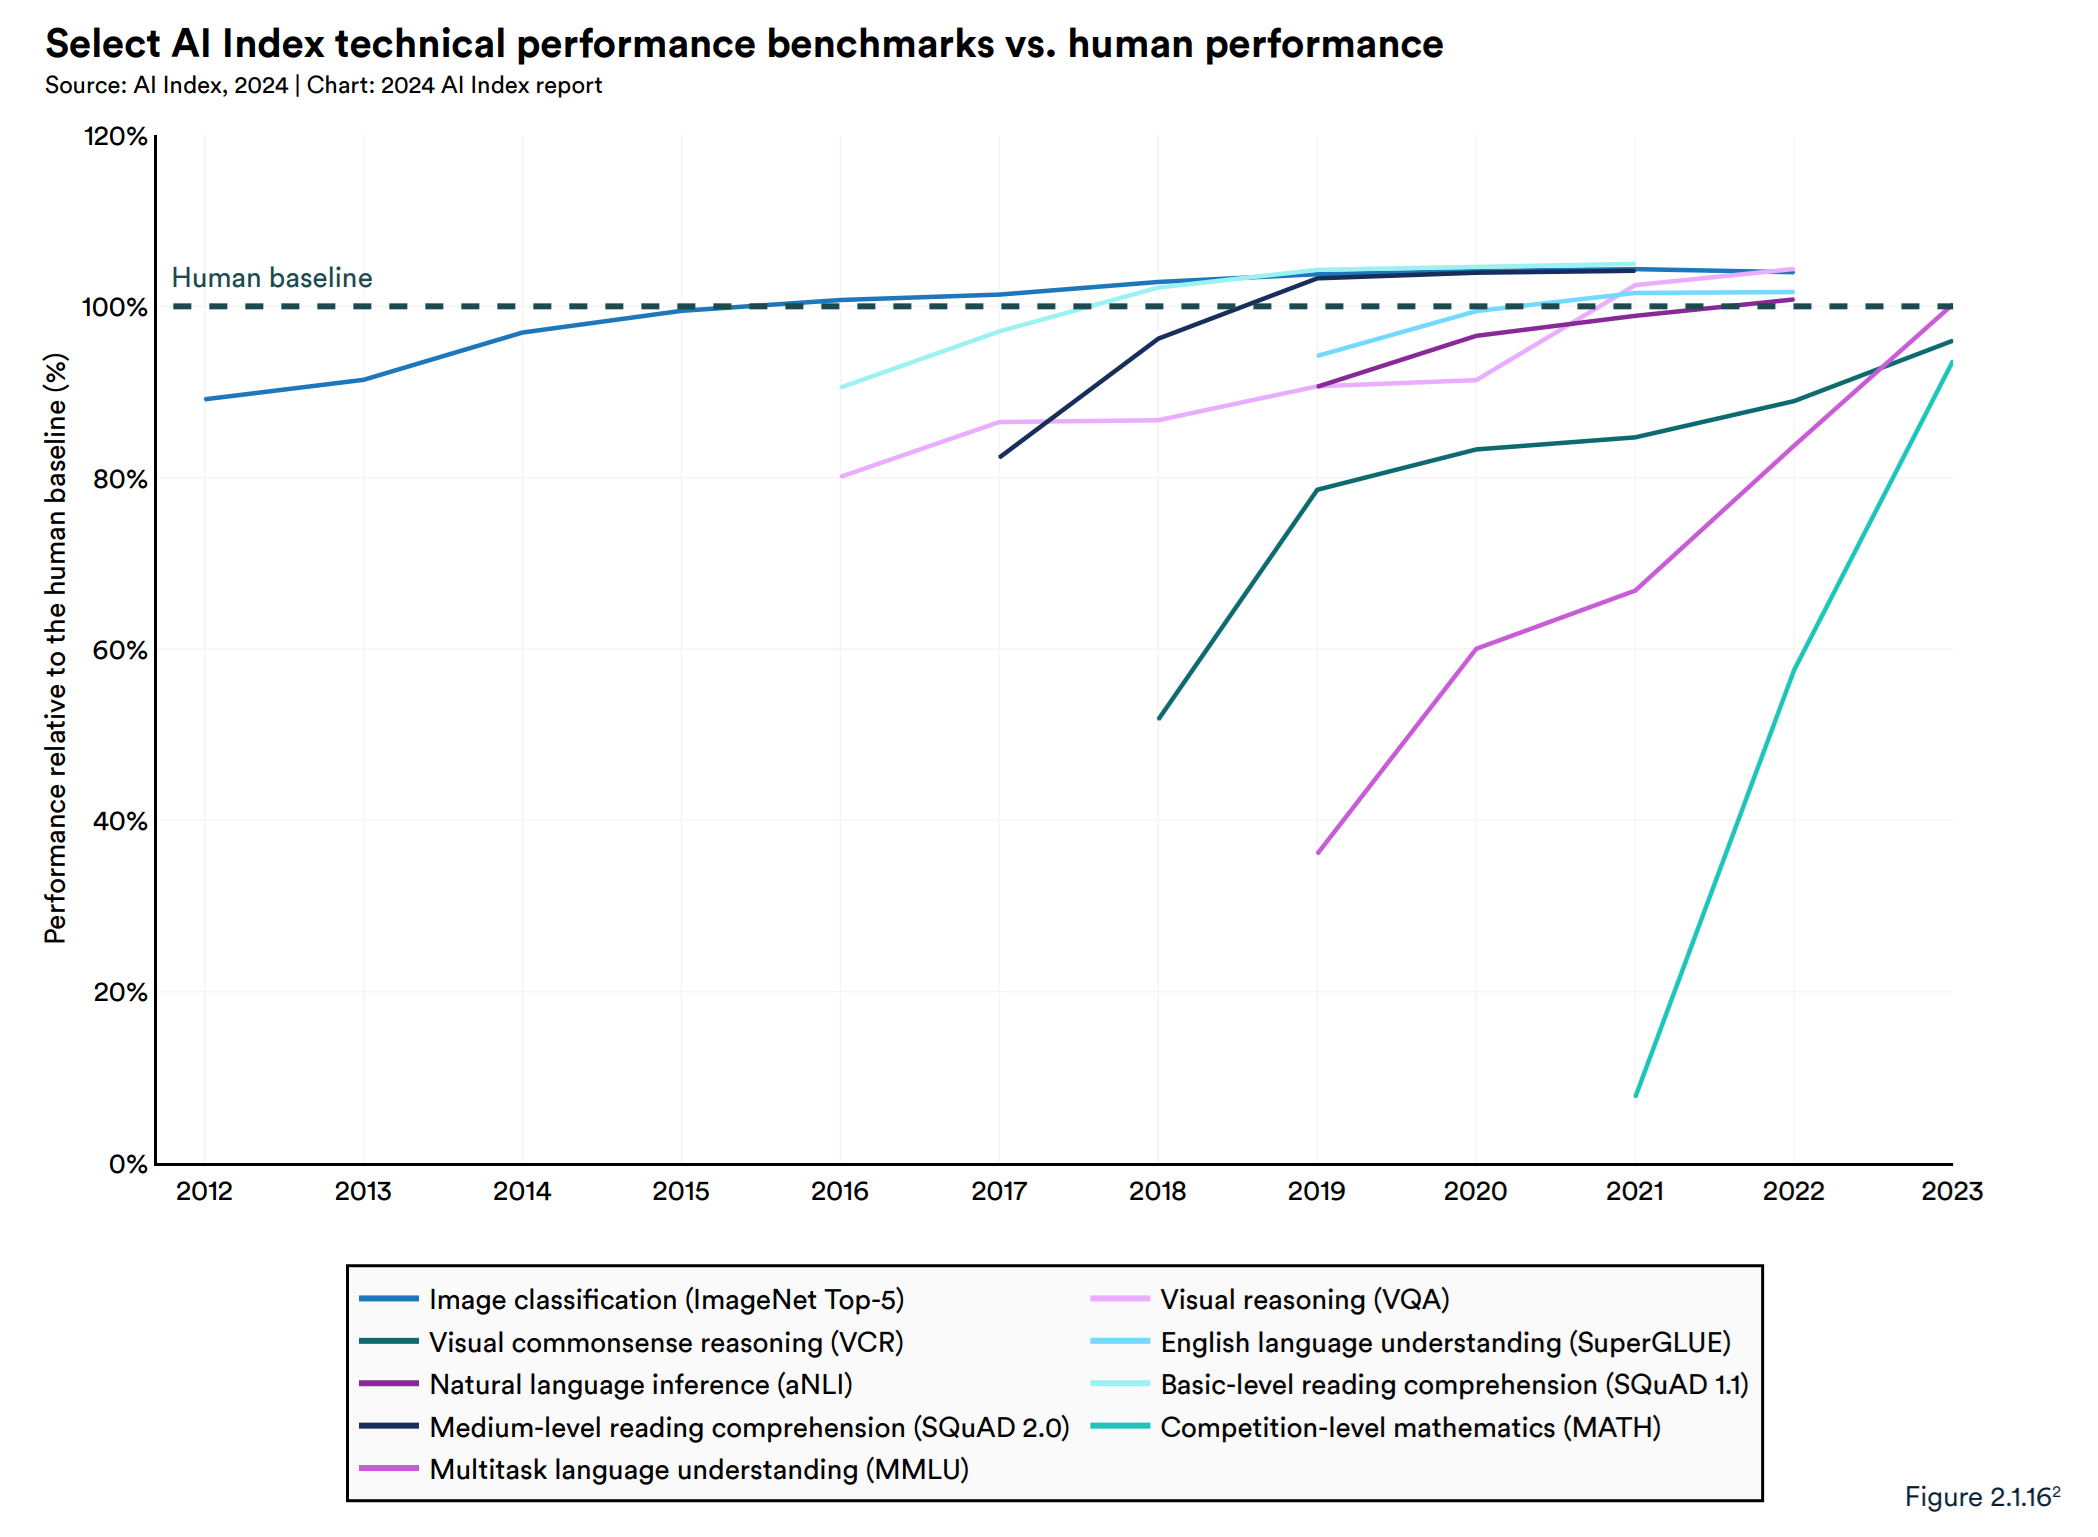 Select AI Index technical performance benchmarks vs. human performance
Source: AI Index, 2024 | Chart: 2024 AI Index report
Performance relative to the human baseline (%)
120%
Human baseline
100%
80%
60%
40%
20%
0%
2012 2013 2014 2015 2016 2017 2018 2019 2020 2021 2022 2023
Image classification (ImageNet Top-5) Visual reasoning (VQA)
Visual commonsense reasoning (VCR) English language understanding (SuperGLUE)
Natural language inference (aNLI) Basic-level reading comprehension (SQuAD 1.1)
Medium-level reading comprehension (SQuAD 2.0) Competition-level mathematics (MATH)
Multitask language understanding (MMLU)
Figure 2.1.16²